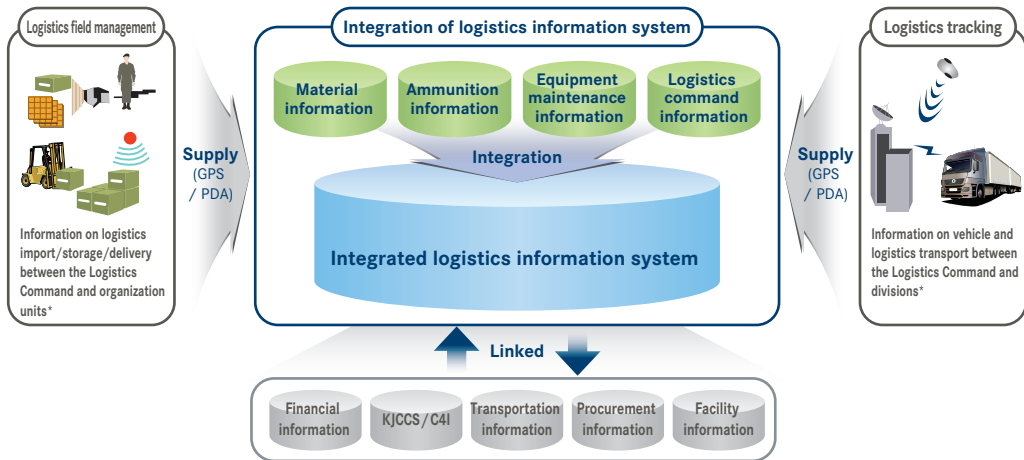 Logistics field management
Information on logistics
import/storage/delivery
between the Logistics
Command and organization
units*
Supply
(GPS
/ PDA)
Integration of logistics information system
Material
information
Ammunition
information
Equipment
maintenance
information
Logistics
command
information
Integration
Integrated logistics information system
Linked
Financial
information
KJCCS / C4I
Transportation
information
Procurement
information
Facility
information
Supply
(GPS
/ PDA)
Logistics tracking
Information on vehicle and
logistics transport between
the Logistics Command and
divisions*